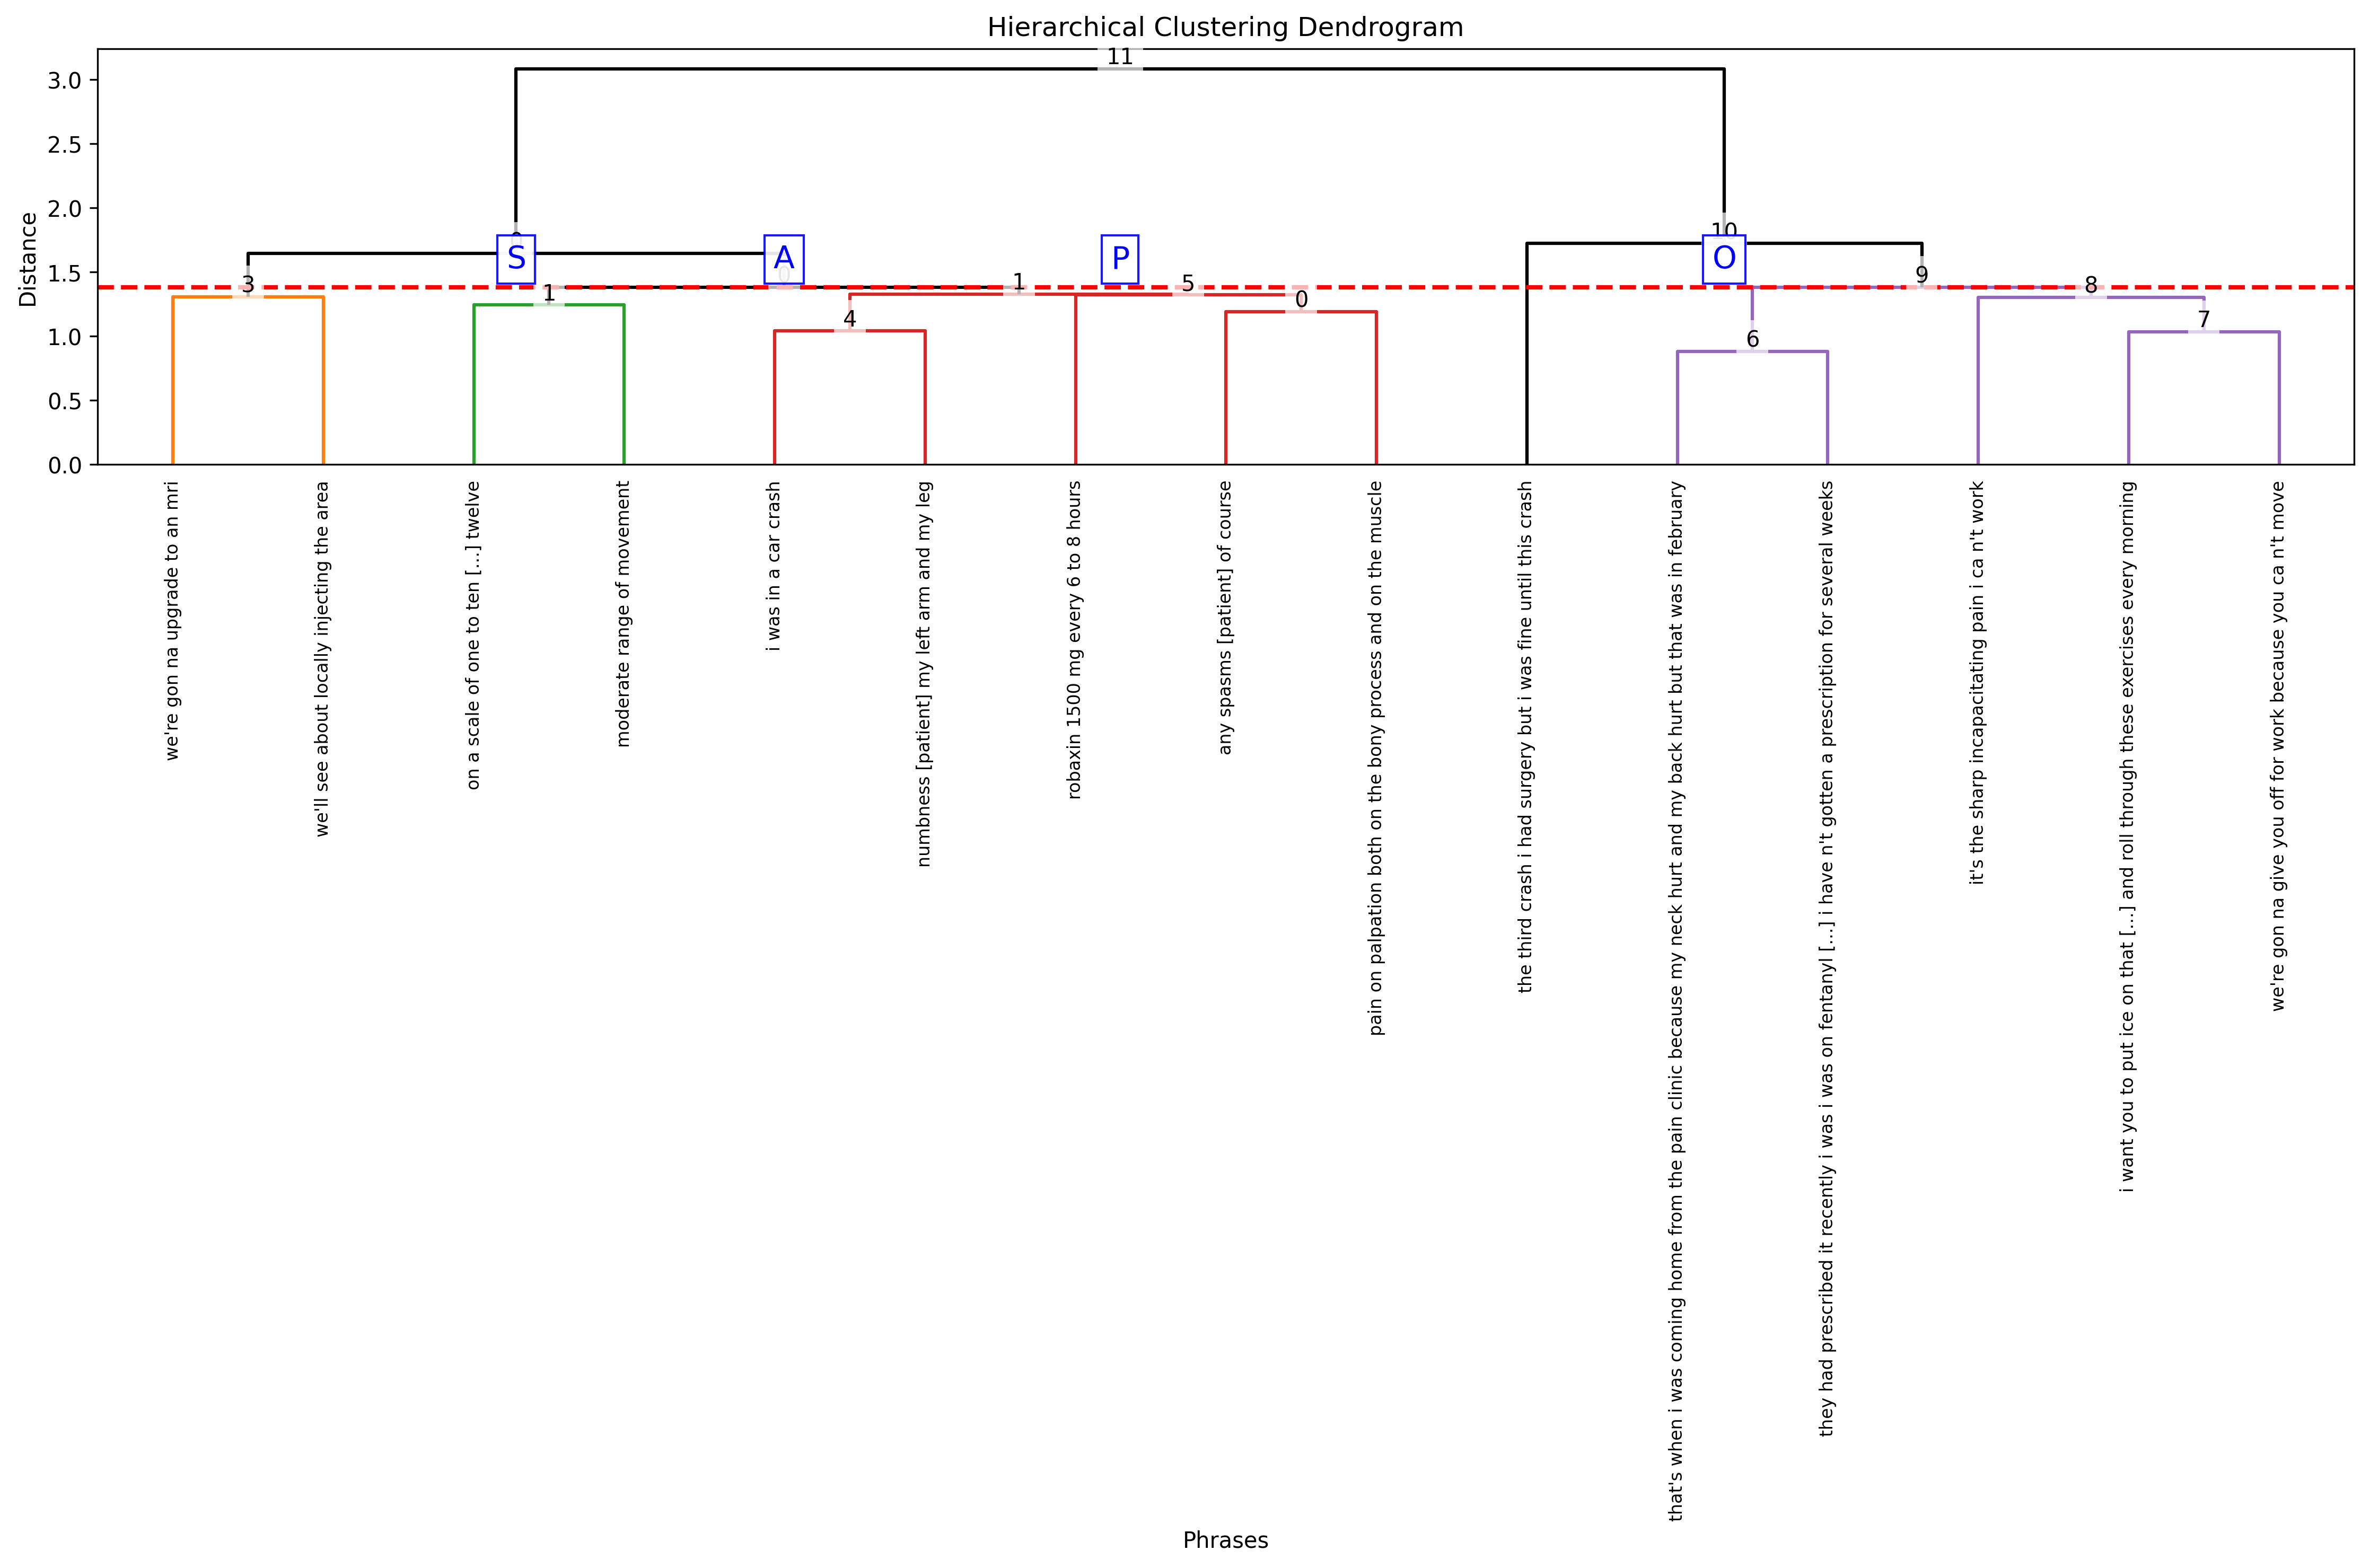 Hierarchical Clustering Dendrogram
Distance
3.0
2.5
2.0
1.5
1.0
0.5
0.0
11
10
S
A
P
O
0
3
1
1
5
0
4
9
8
7
6
we're gon na upgrade to an mri
we'll see about locally injecting the area
on a scale of one to ten [...] twelve
moderate range of movement
i was in a car crash
numbness [patient] my left arm and my leg
robaxin 1500 mg every 6 to 8 hours
any spasms [patient] of course
pain on palpation both on the bony process and on the muscle
the third crash i had surgery but i was fine until this crash
that's when i was coming home from the pain clinic because my neck hurt and my back hurt but that was in february
they had prescribed it recently i was i was on fentanyl [...] i have n't gotten a prescription for several weeks
it's the sharp incapacitating pain i ca n't work
i want you to put ice on that [...] and roll through these exercises every morning
we're gon na give you off for work because you ca n't move
Phrases